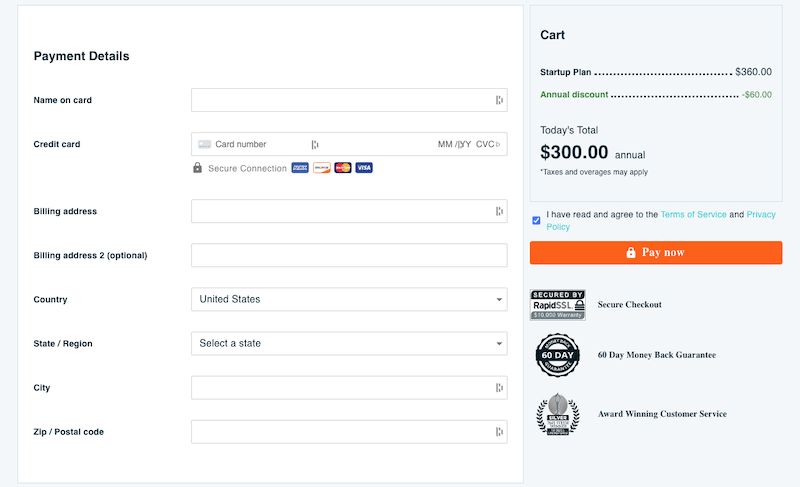 Payment Details
Name on card
Credit card
Card number
MM / YY CVC
Secure Connection
VISA
Billing address
Billing address 2 (optional)
Country
United States
State / Region
Select a state
City
Zip / Postal code
Cart
Startup Plan $360.00
Annual discount -$60.00
Today's Total
$300.00 annual
*Taxes and overages may apply
I have read and agree to the Terms of Service and Privacy
Policy
Pay now
SECURED BY
RapidSSL
$10,000 Warranty
Secure Checkout
MONEY BACK
60 DAY
GUARANTEE
60 Day Money Back Guarantee
SILVER
Award Winning Customer Service